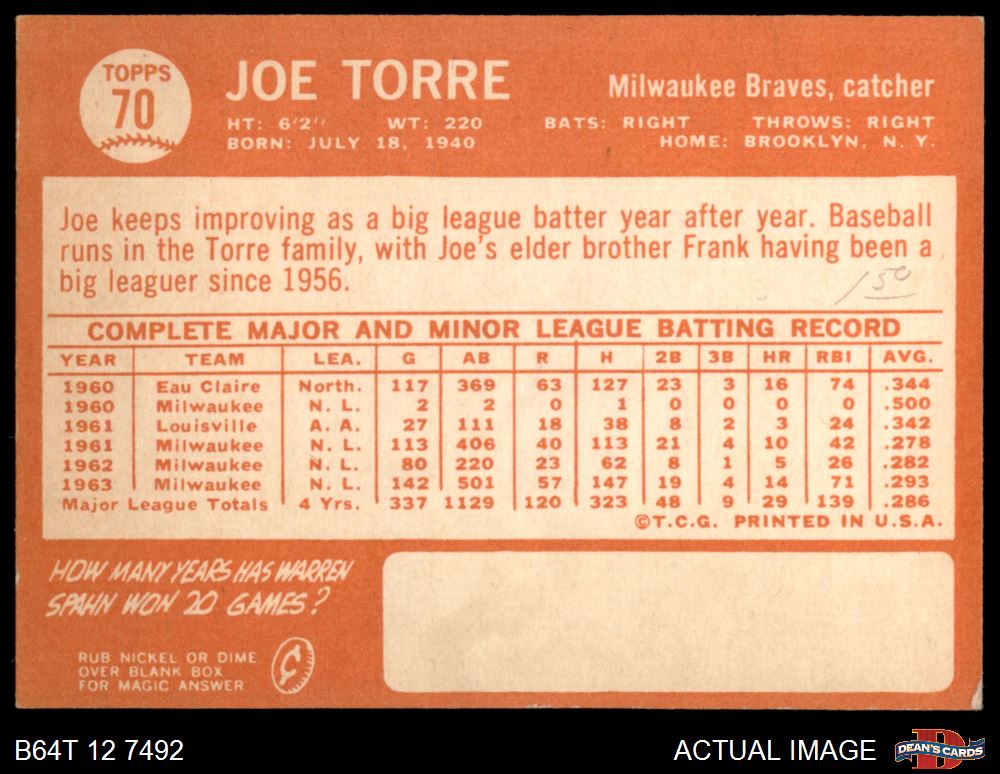 TOPPS
70
JOE TORRE
Milwaukee Braves, catcher
HT: 6'2" WT: 220 BATS: RIGHT THROWS: RIGHT
BORN: JULY 18, 1940 HOME: BROOKLYN, N. Y.
Joe keeps improving as a big league batter year after year. Baseball
runs in the Torre family, with Joe's elder brother Frank having been a
big leaguer since 1956.
150
COMPLETE MAJOR AND MINOR LEAGUE BATTING RECORD
YEAR TEAM LEA. G AB R H 2B 3B HR RBI AVG.
1960 Eau Claire North. 117 369 63 127 23 3 16 74 .344
1960 Milwaukee N. L. 2 2 0 1 0 0 0 0 .500
1961 Louisville A. A. 27 111 18 38 8 2 3 24 .342
1961 Milwaukee N. L. 113 406 40 113 21 4 10 42 .278
1962 Milwaukee N. L. 80 220 23 62 8 1 5 26 .282
1963 Milwaukee N. L. 142 501 57 147 19 4 14 71 .293
Major League Totals 4 Yrs. 337 1129 120 323 48 9 29 139 .286
©T.C.G. PRINTED IN U.S.A.
HOW MANY YEARS HAS WARREN
SPAHN WON 20 GAMES?
RUB NICKEL OR DIME
OVER BLANK BOX
FOR MAGIC ANSWER
¢
B64T 12 7492
ACTUAL IMAGE
D
DEAN'S CARDS